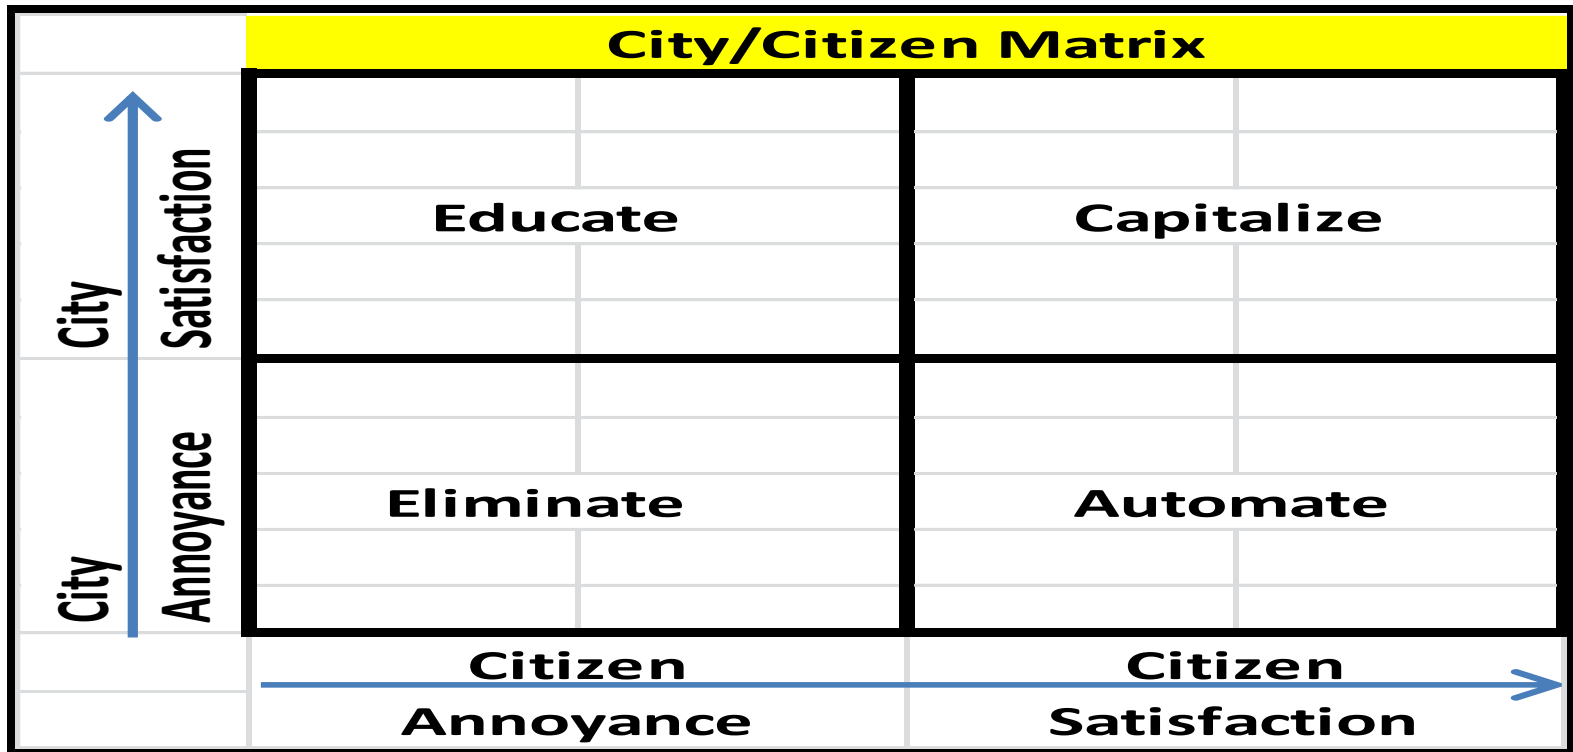 City/Citizen Matrix
City
Satisfaction
Educate
Capitalize
City
Annoyance
Eliminate
Automate
Citizen
Annoyance
Citizen
Satisfaction